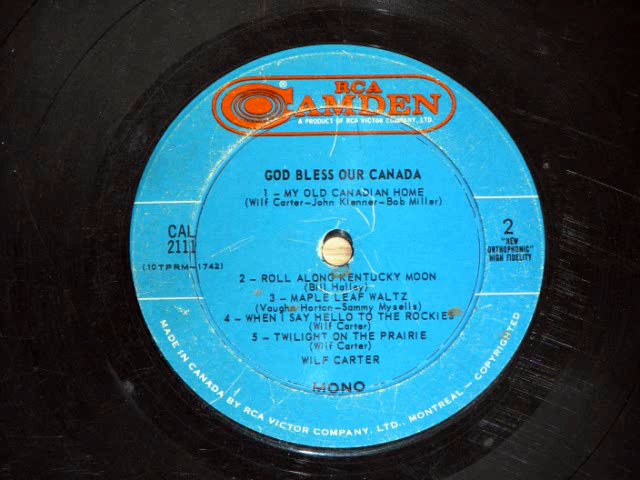 RCA
CAMDEN
®
A PRODUCT OF RCA VICTOR COMPANY, LTD.
GOD BLESS OUR CANADA
1 – MY OLD CANADIAN HOME
(Wilf Carter–John Klenner–Bob Miller)
CAL
2111
(10TPRM–1742)
2
"NEW
ORTHOPHONIC"
HIGH FIDELITY
2 – ROLL ALONG KENTUCKY MOON
(Bill Halley)
3 – MAPLE LEAF WALTZ
(Vaughn Horton–Sammy Mysells)
4 – WHEN I SAY HELLO TO THE ROCKIES
(Wilf Carter)
5 – TWILIGHT ON THE PRAIRIE
(Wilf Carter)
WILF CARTER
MONO
MADE IN CANADA BY RCA VICTOR COMPANY, LTD., MONTREAL – COPYRIGHTED